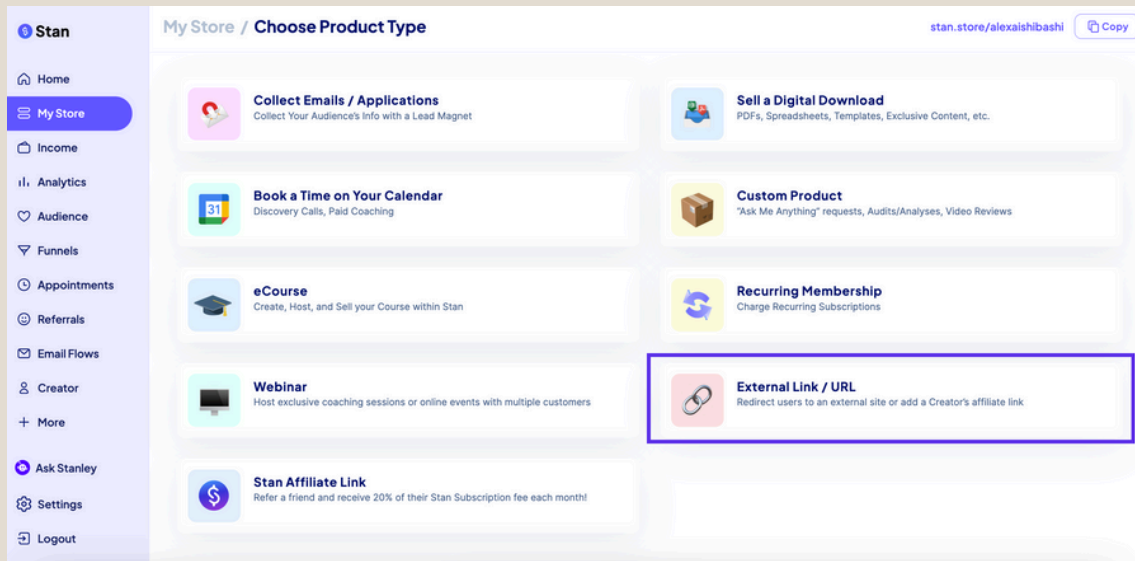 Stan
My Store / Choose Product Type
stan.store/alexaishibashi
Copy
Home
My Store
Income
Analytics
Audience
Funnels
Appointments
Referrals
Email Flows
Creator
More
Ask Stanley
Settings
Logout
Collect Emails / Applications
Collect Your Audience's Info with a Lead Magnet
Sell a Digital Download
PDFs, Spreadsheets, Templates, Exclusive Content, etc.
31
Book a Time on Your Calendar
Discovery Calls, Paid Coaching
Custom Product
"Ask Me Anything" requests, Audits/Analyses, Video Reviews
eCourse
Create, Host, and Sell your Course within Stan
Recurring Membership
Charge Recurring Subscriptions
Webinar
Host exclusive coaching sessions or online events with multiple customers
External Link / URL
Redirect users to an external site or add a Creator's affiliate link
Stan Affiliate Link
Refer a friend and receive 20% of their Stan Subscription fee each month!